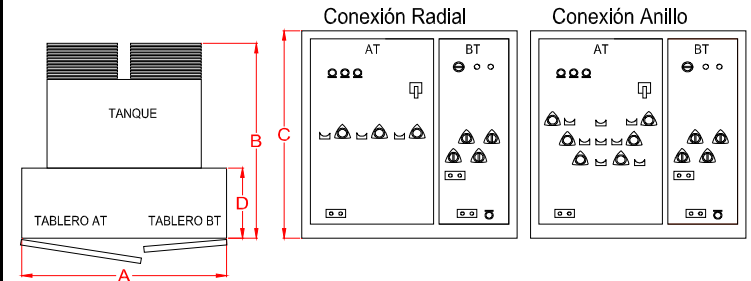 Conexión Radial
Conexión Anillo
AT
BT
AT
BT
TANQUE
B
C
D
TABLERO AT
TABLERO BT
A